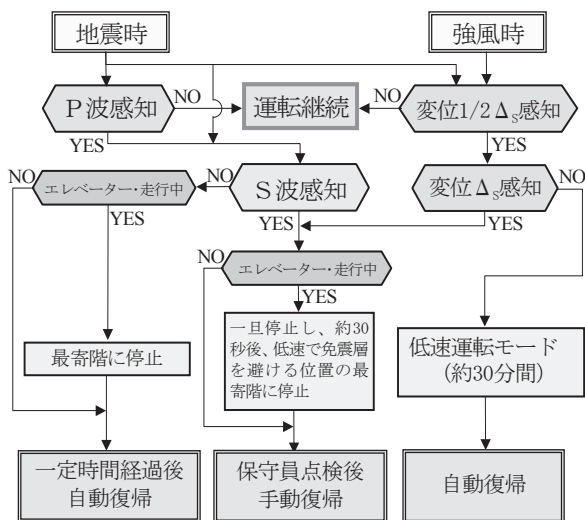 地震時
強風時
P波感知
NO
運転継続
NO
変位1/2 Δs感知
YES
YES
NO
エレベーター・走行中
NO
S波感知
変位Δs感知
NO
YES
YES
YES
NO
エレベーター・走行中
YES
最寄階に停止
一旦停止し、約30
秒後、低速で免震層
を避ける位置の最
寄階に停止
低速運転モード
(約30分間)
一定時間経過後
自動復帰
保守員点検後
手動復帰
自動復帰